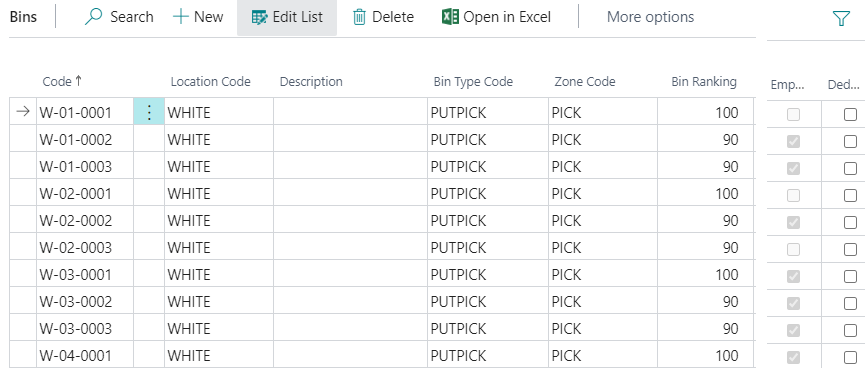 Bins Search New Edit List Delete Open in Excel More options
Code ↑ Location Code Description Bin Type Code Zone Code Bin Ranking Emp... Ded...
W-01-0001 WHITE PUTPICK PICK 100
W-01-0002 WHITE PUTPICK PICK 90
W-01-0003 WHITE PUTPICK PICK 90
W-02-0001 WHITE PUTPICK PICK 100
W-02-0002 WHITE PUTPICK PICK 90
W-02-0003 WHITE PUTPICK PICK 90
W-03-0001 WHITE PUTPICK PICK 100
W-03-0002 WHITE PUTPICK PICK 90
W-03-0003 WHITE PUTPICK PICK 90
W-04-0001 WHITE PUTPICK PICK 100